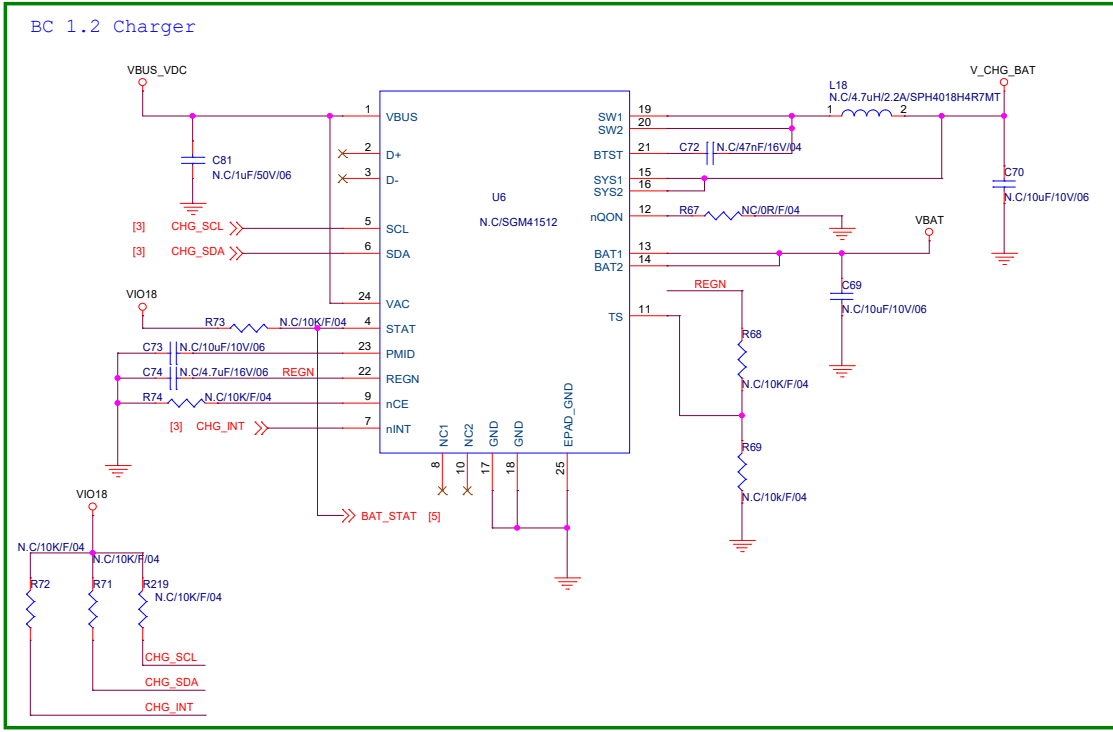 BC 1.2 Charger
VBUS_VDC
V_CHG_BAT
L18
N.C/4.7uH/2.2A/SPH4018H4R7MT
1 VBUS
SW1 19
1 2
SW2 20
C81
N.C/1uF/50V/06
2 D+
BTST 21
C72 N.C/47nF/16V/04
3 D-
SYS1 15
SYS2 16
C70
N.C/10uF/10V/06
U6
N.C/SGM41512
nQON 12
R67 NC/0R/F/04
VBAT
[3] CHG_SCL
5 SCL
[3] CHG_SDA
6 SDA
BAT1 13
BAT2 14
VIO18
24 VAC
REGN
C69
N.C/10uF/10V/06
TS 11
R73 N.C/10K/F/04
4 STAT
R68
N.C/10K/F/04
C73 N.C/10uF/10V/06
23 PMID
C74 N.C/4.7uF/16V/06 REGN
22 REGN
R74 N.C/10K/F/04
9 nCE
[3] CHG_INT
7 nINT
NC1
NC2
GND
GND
EPAD_GND
8
10
17
18
25
R69
N.C/10k/F/04
VIO18
BAT_STAT [5]
N.C/10K/F/04
N.C/10K/F/04
R72
R71
R219
N.C/10K/F/04
CHG_SCL
CHG_SDA
CHG_INT